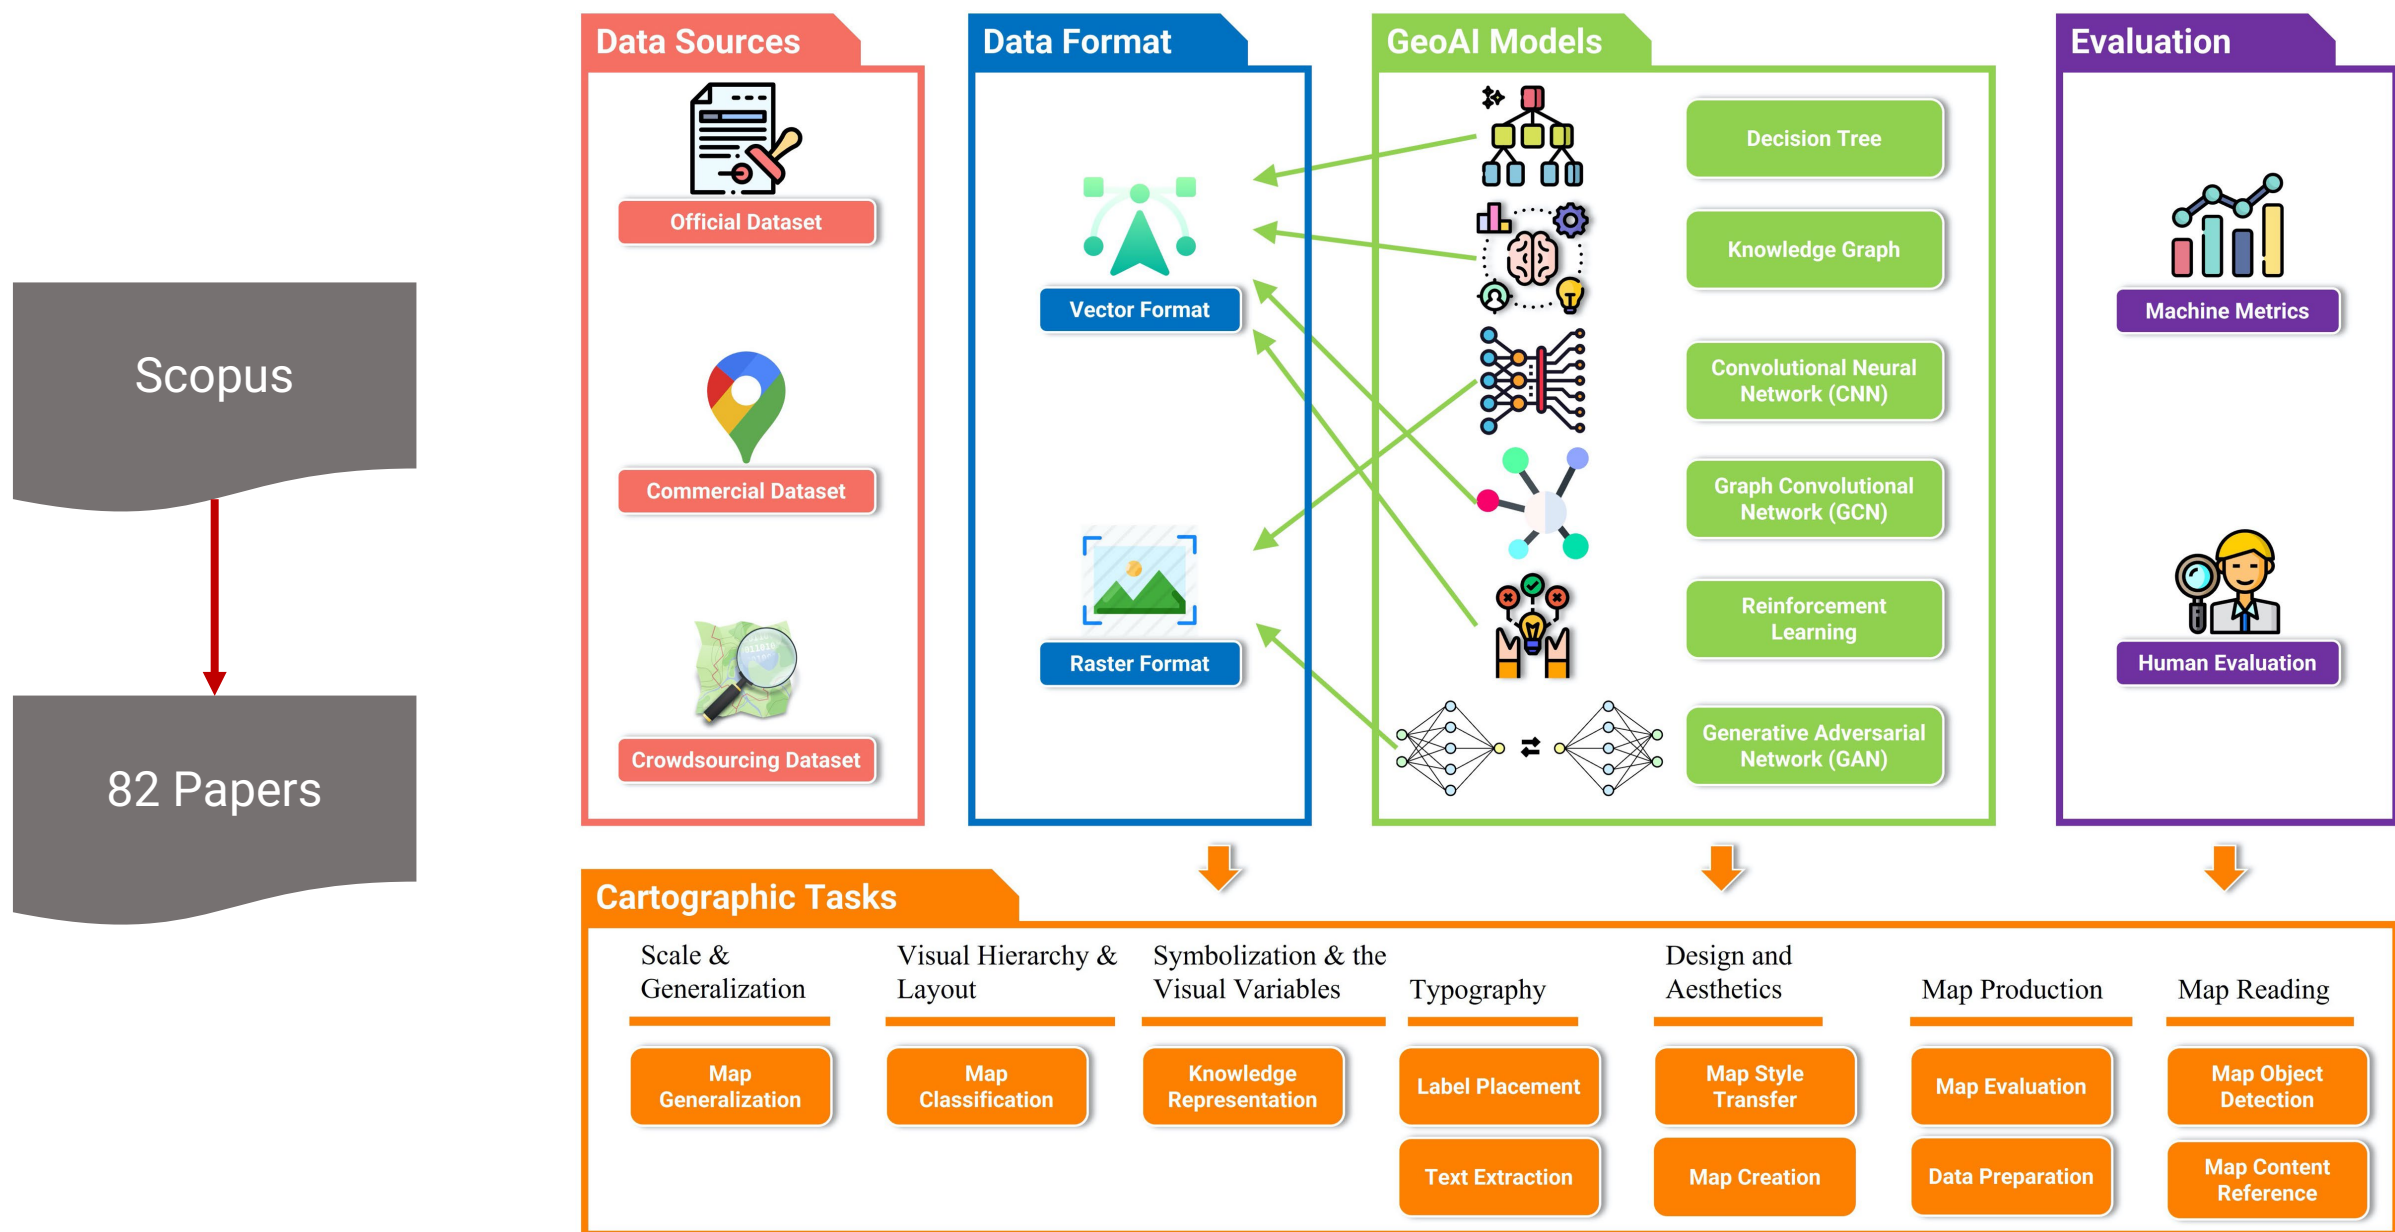 Scopus
82 Papers
Data Sources
Official Dataset
Commercial Dataset
Crowdsourcing Dataset
Data Format
Vector Format
Raster Format
GeoAI Models
Decision Tree
Knowledge Graph
Convolutional Neural
Network (CNN)
Graph Convolutional
Network (GCN)
Reinforcement
Learning
Generative Adversarial
Network (GAN)
Evaluation
Machine Metrics
Human Evaluation
Cartographic Tasks
Scale &
Generalization
Map
Generalization
Visual Hierarchy &
Layout
Map
Classification
Symbolization & the
Visual Variables
Knowledge
Representation
Typography
Label Placement
Text Extraction
Design and
Aesthetics
Map Style
Transfer
Map Creation
Map Production
Map Evaluation
Data Preparation
Map Reading
Map Object
Detection
Map Content
Reference